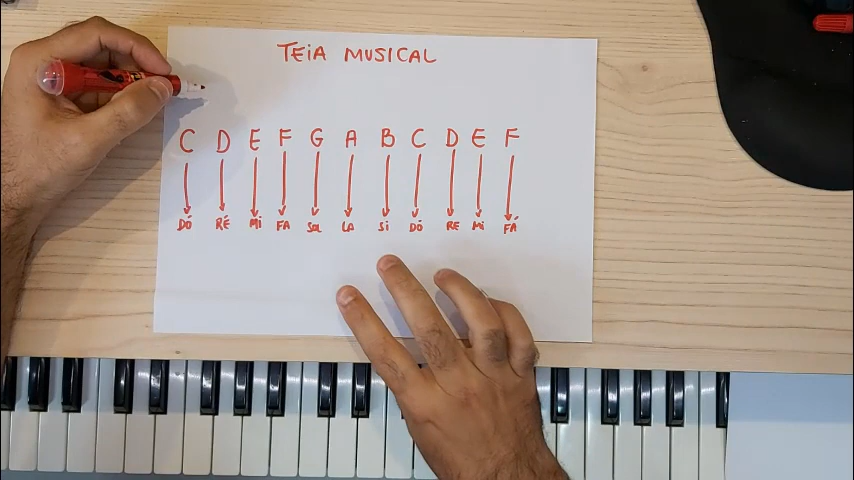 TEIA MUSICAL
C D E F G A B C D E F
DÓ RÉ Mi FA SOL LA Si DÓ RE Mi FÁ